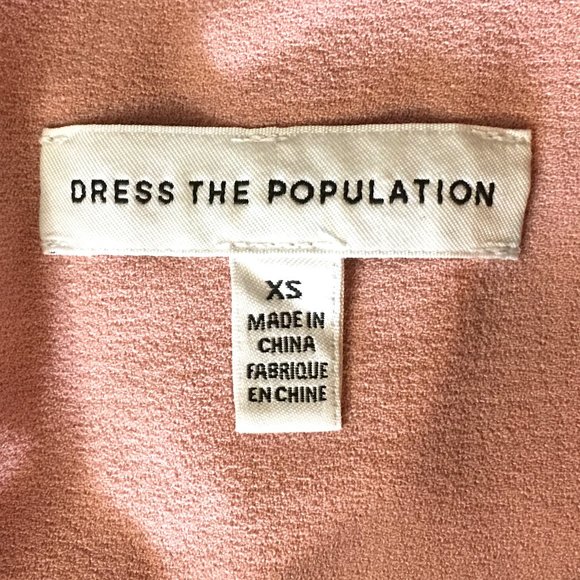 DRESS THE POPULATION
XS
MADE IN
CHINA
FABRIQUE
EN CHINE